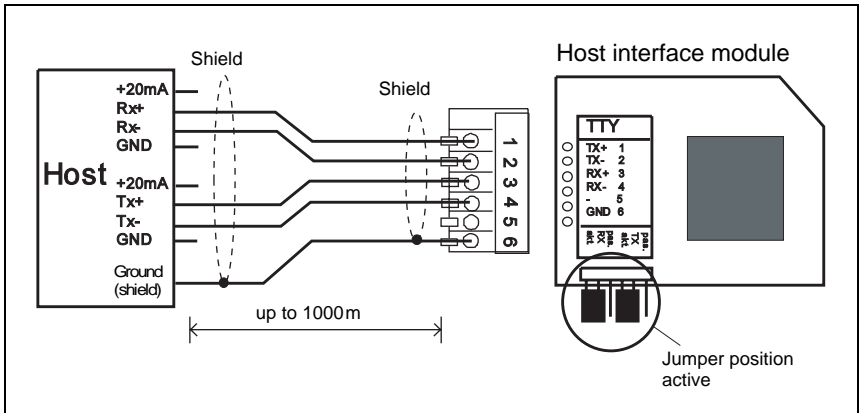 Host interface module
Shield
Shield
Host
+20mA
Rx+
Rx-
GND
+20mA
Tx+
Tx-
GND
Ground
(shield)
1
2
3
4
5
6
TTY
TX+ 1
TX- 2
RX+ 3
RX- 4
- 5
GND 6
akt
RX
pas.
akt
TX
pas.
up to 1000m
Jumper position
active